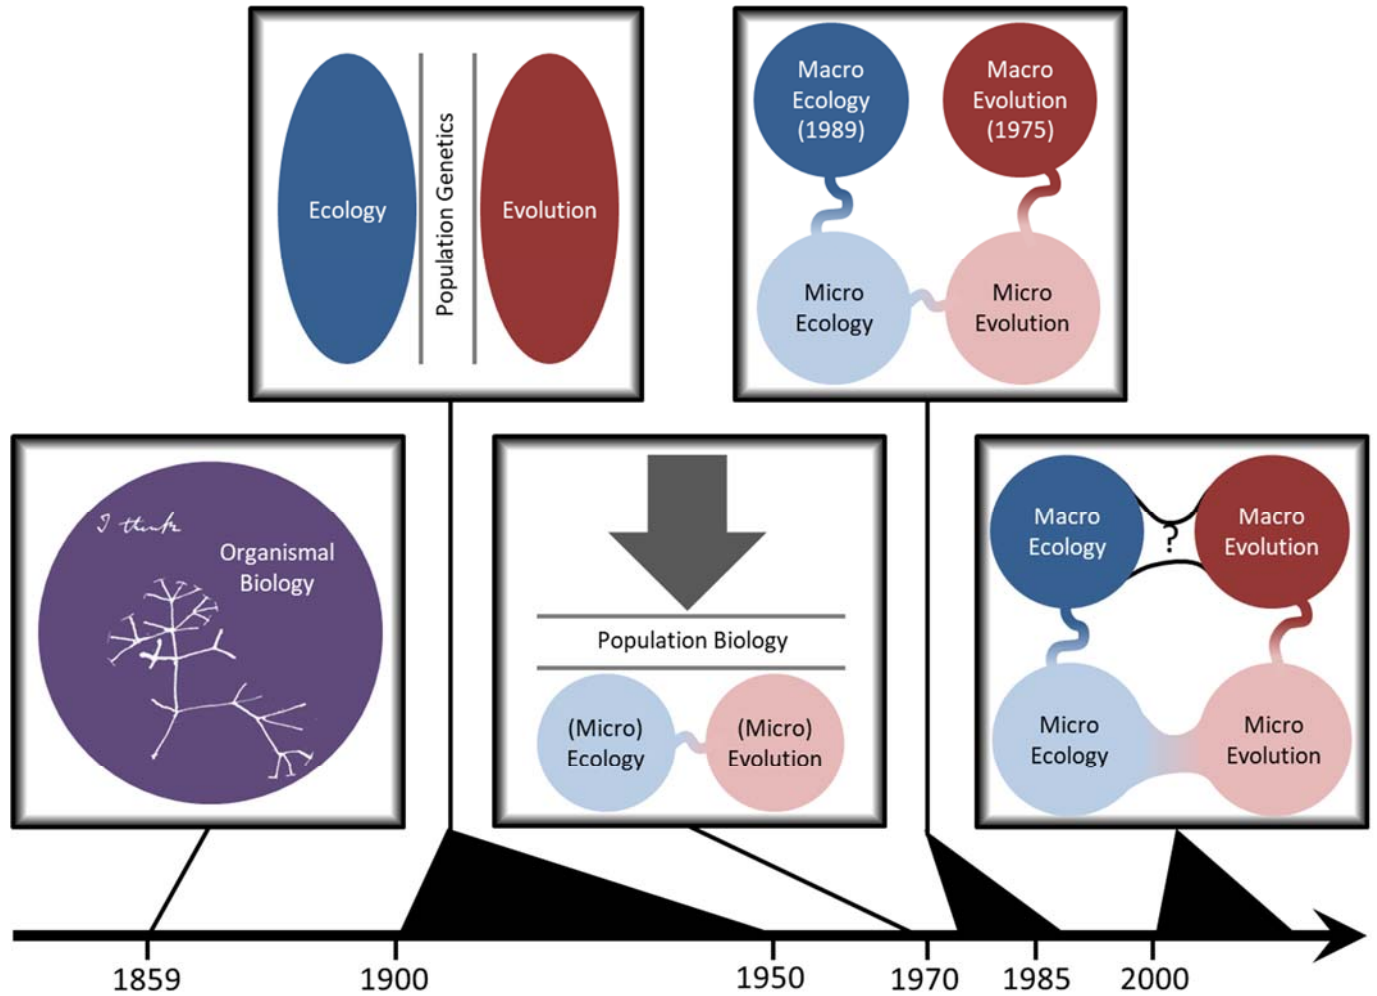 Ecology
Population Genetics
Evolution
Macro
Ecology
(1989)
Macro
Evolution
(1975)
Micro
Ecology
Micro
Evolution
I think
Organismal
Biology
Population Biology
(Micro)
Ecology
(Micro)
Evolution
Macro
Ecology
?
Macro
Evolution
Micro
Ecology
Micro
Evolution
1859
1900
1950
1970
1985
2000